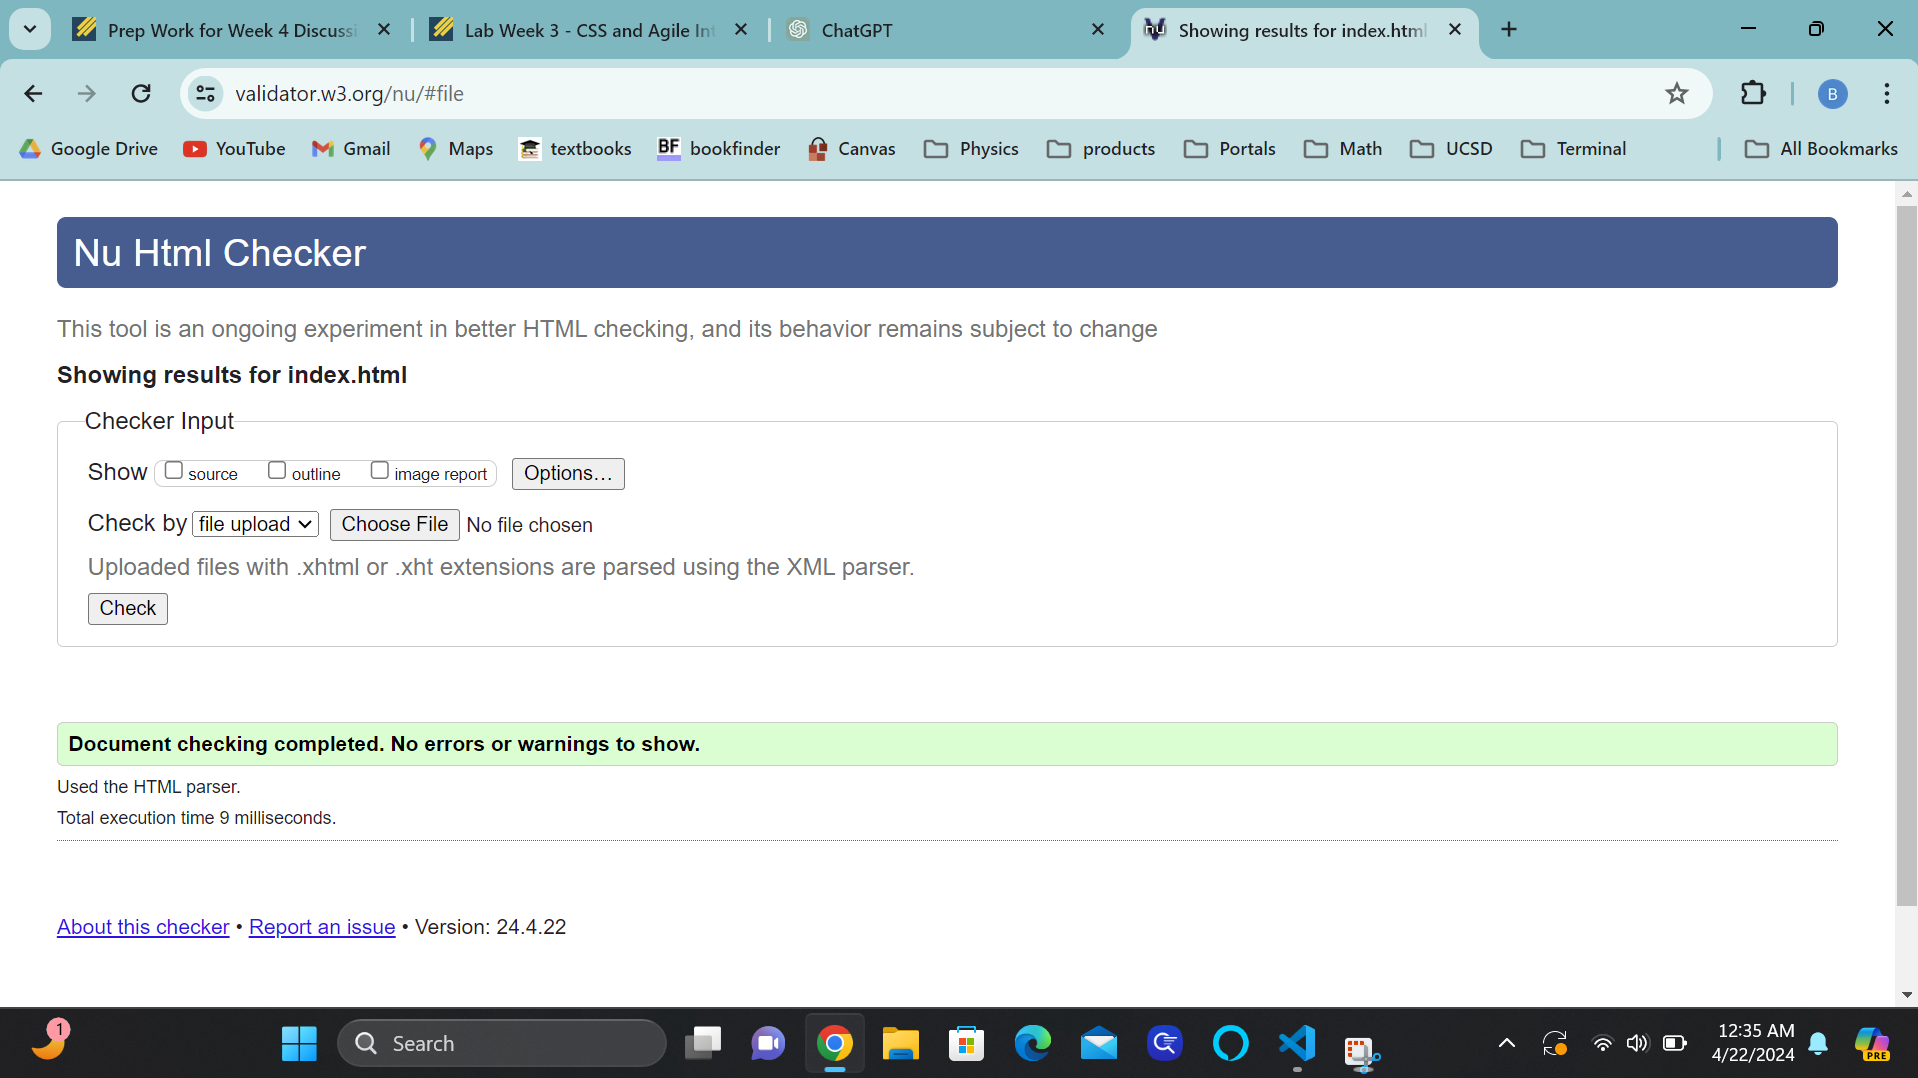 Prep Work for Week 4 Discussi
Lab Week 3 - CSS and Agile Int
ChatGPT
Showing results for index.html
validator.w3.org/nu/#file
B
Google Drive
YouTube
Gmail
Maps
textbooks
BF bookfinder
Canvas
Physics
products
Portals
Math
UCSD
Terminal
All Bookmarks
Nu Html Checker
This tool is an ongoing experiment in better HTML checking, and its behavior remains subject to change
Showing results for index.html
Checker Input
Show source outline image report Options...
Check by file upload Choose File No file chosen
Uploaded files with .xhtml or .xht extensions are parsed using the XML parser.
Check
Document checking completed. No errors or warnings to show.
Used the HTML parser.
Total execution time 9 milliseconds.
About this checker • Report an issue • Version: 24.4.22
1
Search
12:35 AM
4/22/2024
PRE